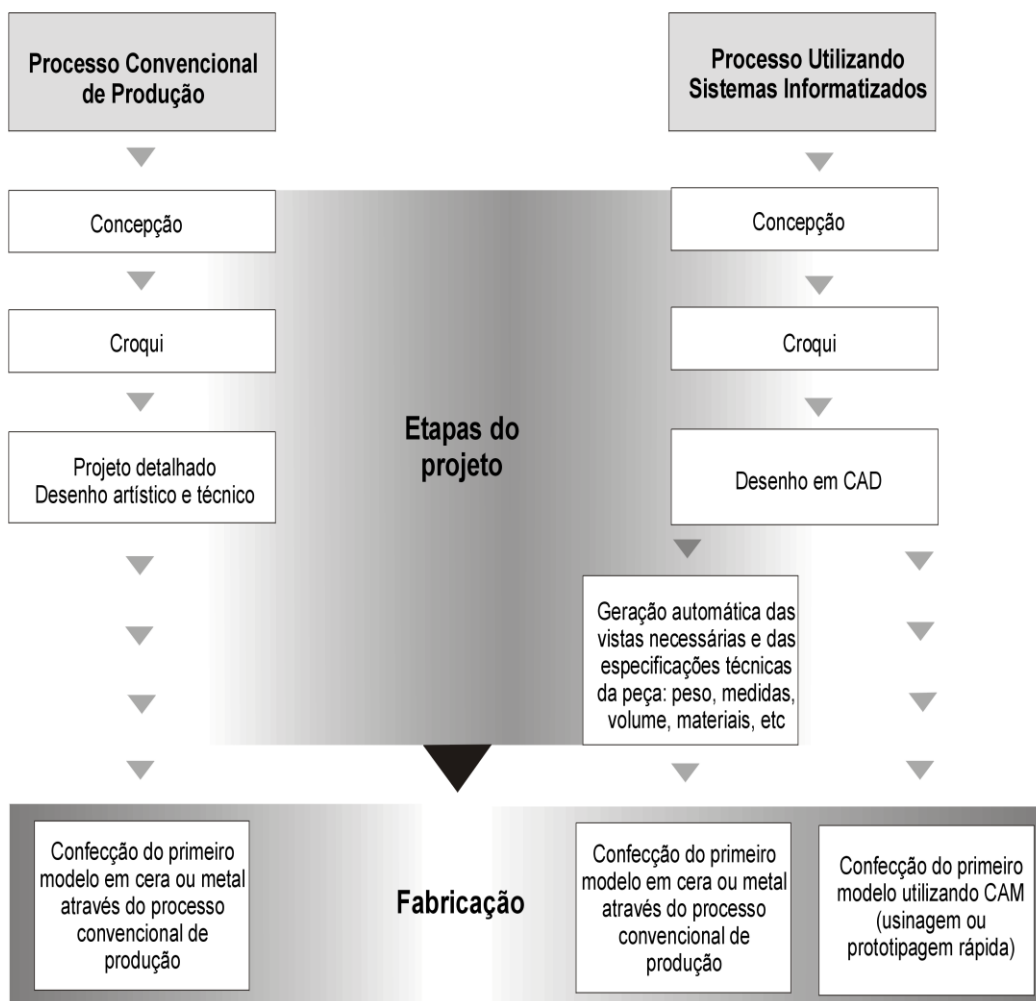 Processo Convencional
de Produção
Processo Utilizando
Sistemas Informatizados
Concepção
Concepção
Croqui
Croqui
Etapas do
projeto
Projeto detalhado
Desenho artístico e técnico
Desenho em CAD
Geração automática das
vistas necessárias e das
especificações técnicas
da peça: peso, medidas,
volume, materiais, etc
Confecção do primeiro
modelo em cera ou metal
através do processo
convencional de
produção
Fabricação
Confecção do primeiro
modelo em cera ou metal
através do processo
convencional de
produção
Confecção do primeiro
modelo utilizando CAM
(usinagem ou
prototipagem rápida)